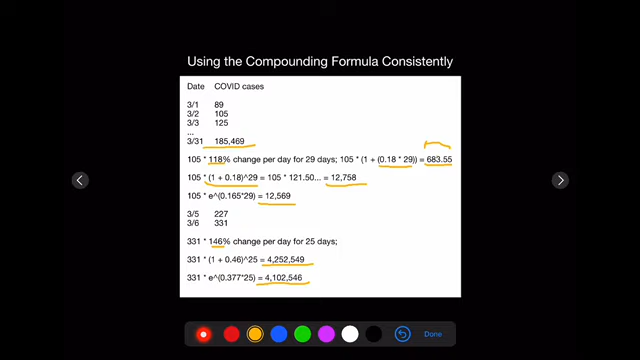 Using the Compounding Formula Consistently
Date COVID cases
3/1 89
3/2 105
3/3 125
...
3/31 185,469
105 * 118% change per day for 29 days; 105 * (1 + (0.18 * 29)) = 683.55
105 * (1 + 0.18)^29 = 105 * 121.50... = 12,758
105 * e^(0.165*29) = 12,569
3/5 227
3/6 331
331 * 146% change per day for 25 days;
331 * (1 + 0.46)^25 = 4,252,549
331 * e^(0.377*25) = 4,102,546
Done